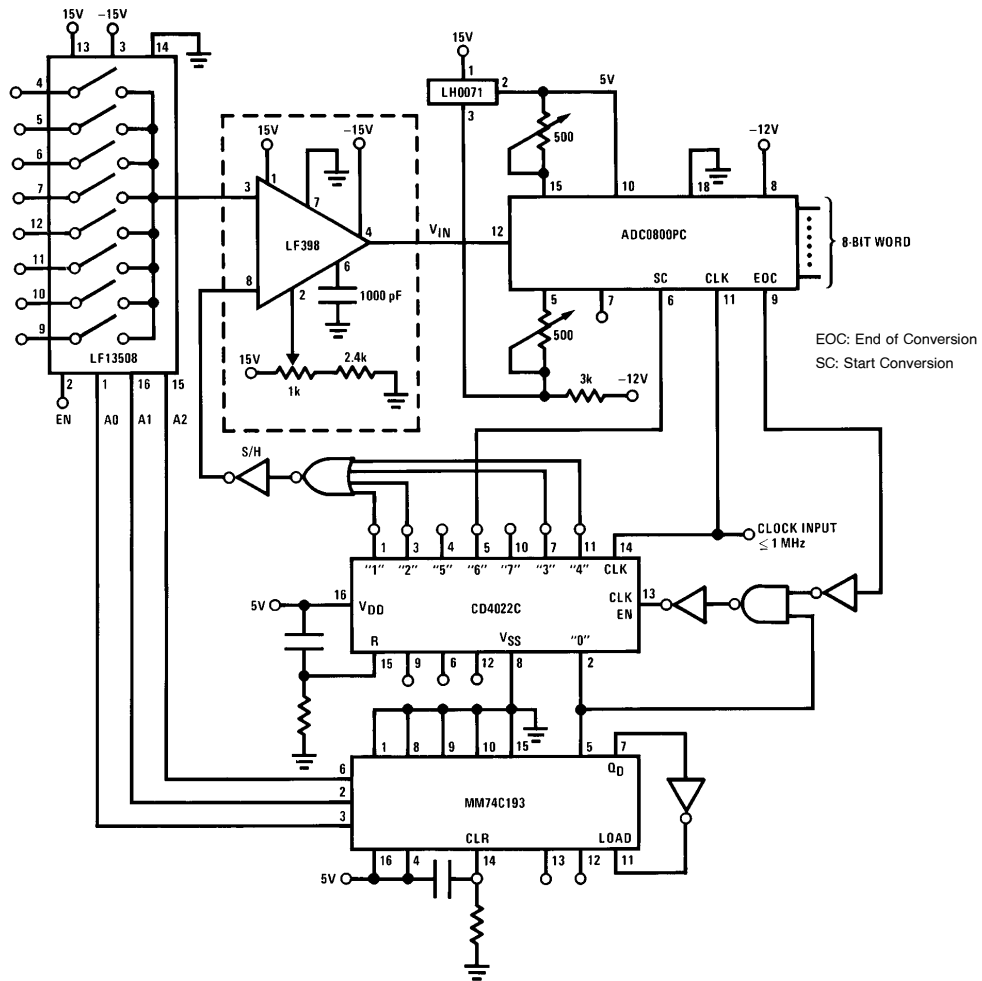 15V -15V
13 3 14
4
5
6
7
12
11
10
9
LF13508
2 1 16 15
EN A0 A1 A2
15V -15V
1 7
3 4
LF398
8 2 6
1000 pF
15V 2.4k
1k
V_IN
15V
1
LH0071 2 5V
3
500
-12V
15 10 18 8
12 ADC0800PC
8-BIT WORD
SC CLK EOC
5 7 6 11 9
500
3k -12V
EOC: End of Conversion
SC: Start Conversion
S/H
CLOCK INPUT
≤ 1 MHz
1 3 4 5 10 7 11 14
"1" "2" "5" "6" "7" "3" "4" CLK
5V 16 V_DD CD4022C CLK 13
EN
R V_SS "0"
15 9 6 12 8 2
1 8 9 10 15 5 7
Q_D
6
2 MM74C193
3
CLR LOAD
16 4 14 13 12 11
5V